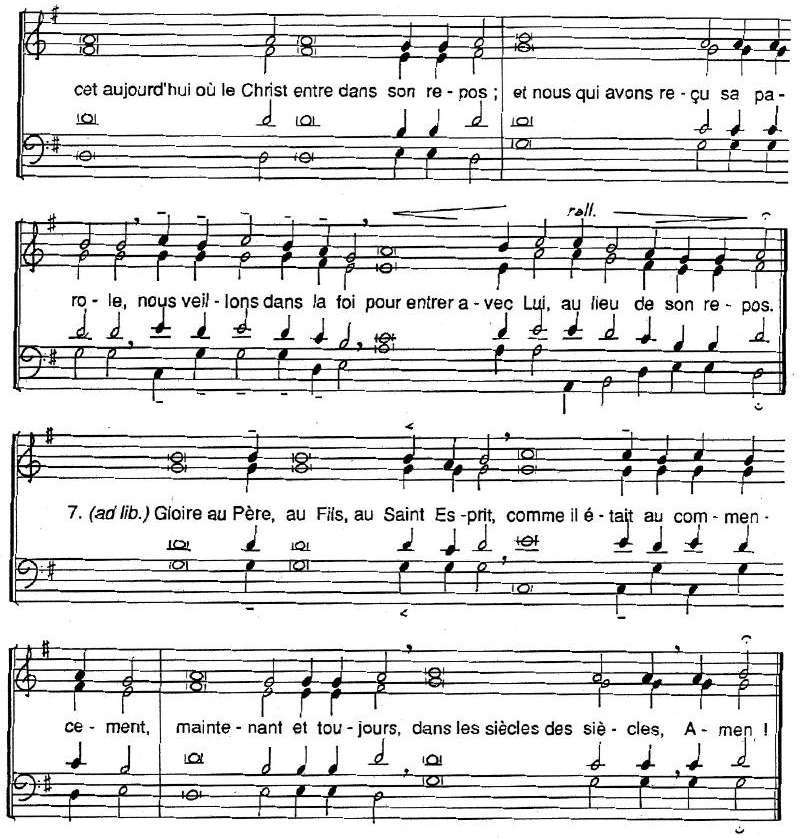 cet aujourd'hui où le Christ entre dans son re - pos ; et nous qui avons re - çu sa pa -
rall.
ro - le, nous veil - lons dans la foi pour entrer a - vec Lui, au lieu de son re - pos.
7. (ad lib.) Gloire au Père, au Fils, au Saint Es - prit, comme il é - tait au com - men -
ce - ment, mainte - nant et tou - jours, dans les siècles des siè - cles, A - men !